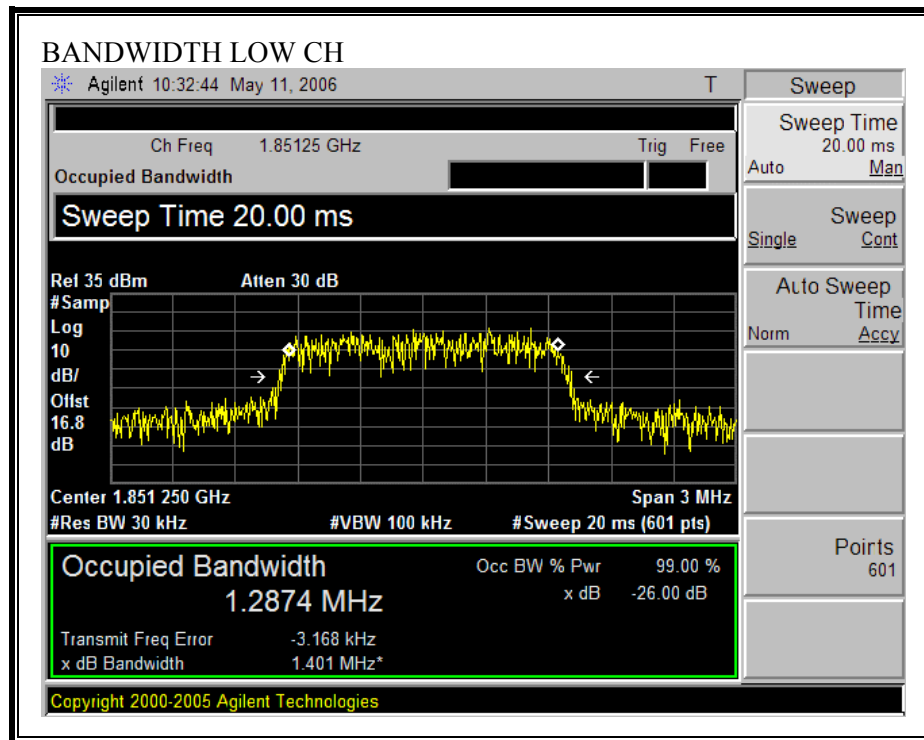 BANDWIDTH LOW CH
Agilent 10:32:44 May 11, 2006 T
Ch Freq 1.85125 GHz Trig Free
Occupied Bandwidth
Sweep Time 20.00 ms
Ref 35 dBm Atten 30 dB
#Samp
Log
10
dB/
Offst
16.8
dB
Center 1.851 250 GHz Span 3 MHz
#Res BW 30 kHz #VBW 100 kHz #Sweep 20 ms (601 pts)
Occupied Bandwidth Occ BW % Pwr 99.00 %
1.2874 MHz x dB -26.00 dB
Transmit Freq Error -3.168 kHz
x dB Bandwidth 1.401 MHz*
Copyright 2000-2005 Agilent Technologies
Sweep
Sweep Time
20.00 ms
Auto Man
Sweep
Single Cont
Auto Sweep
Time
Norm Accy
Points
601